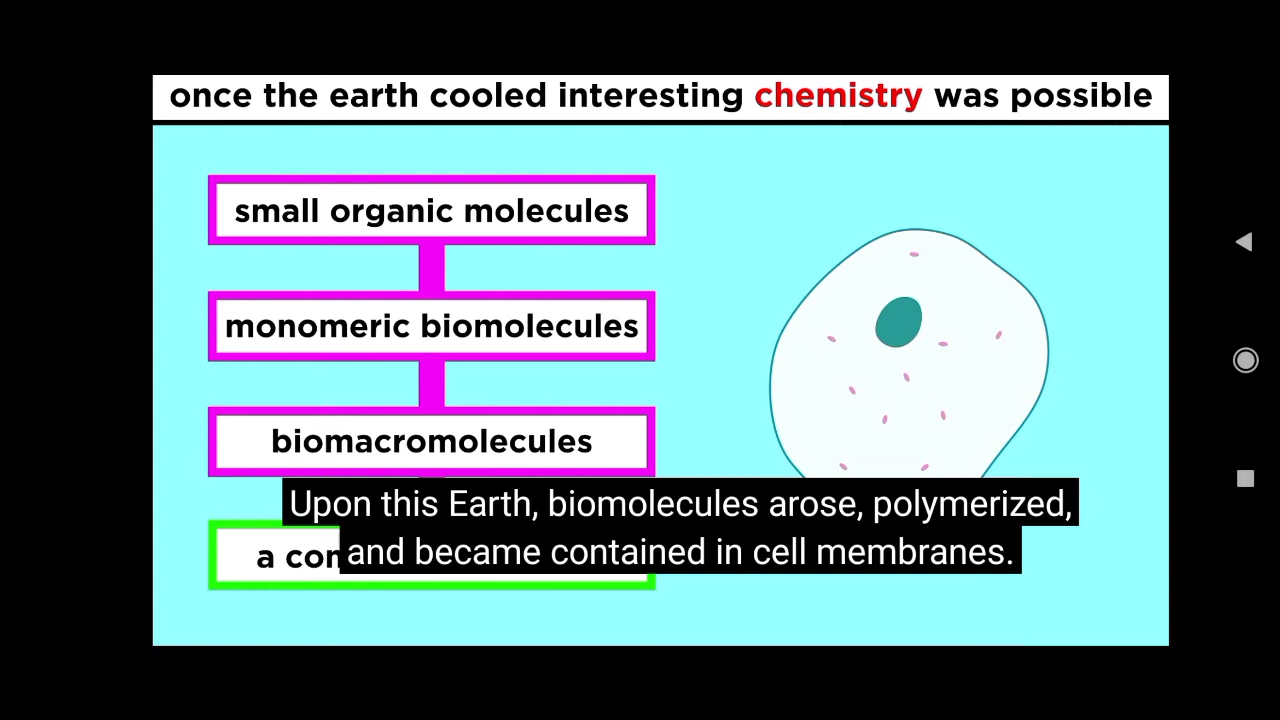 once the earth cooled interesting chemistry was possible
small organic molecules
monomeric biomolecules
biomacromolecules
a
Upon this Earth, biomolecules arose, polymerized,
and became contained in cell membranes.